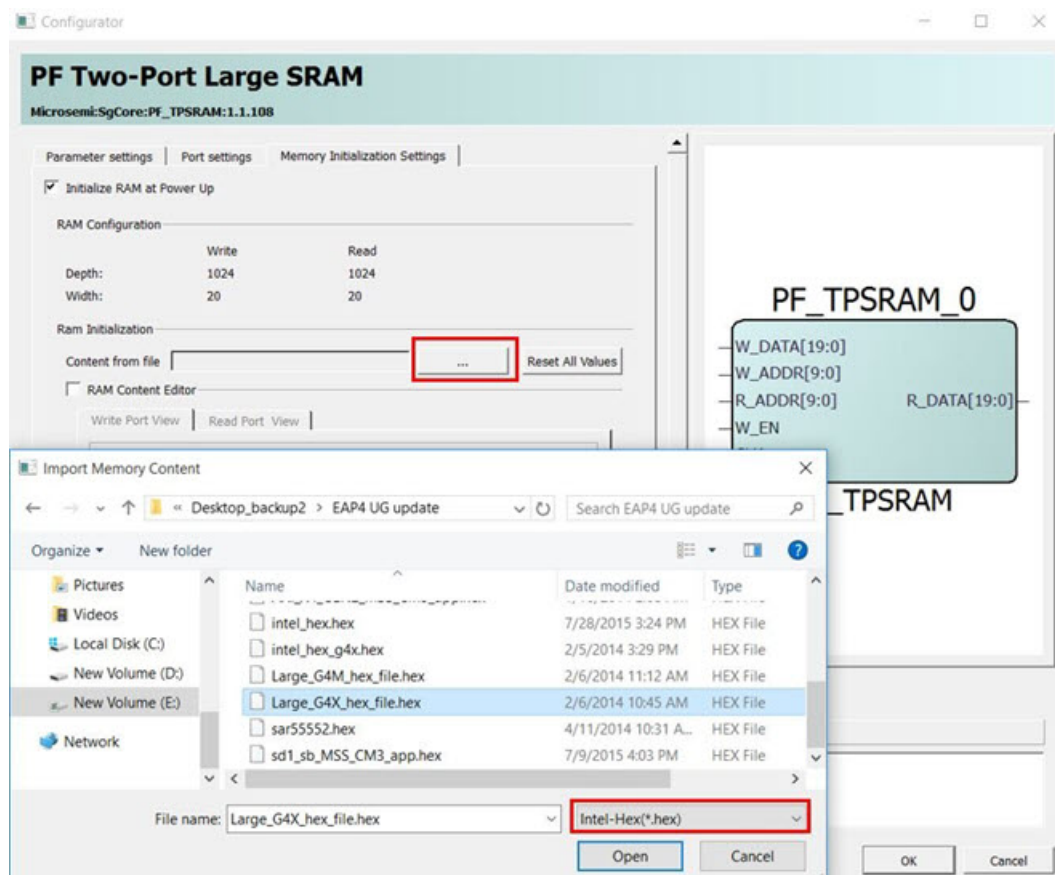 Configurator
PF Two-Port Large SRAM
Microsemi:SgCore:PF_TPSRAM:1.1.108
Parameter settings Port settings Memory Initialization Settings
Initialize RAM at Power Up
RAM Configuration
Write Read
Depth: 1024 1024
Width: 20 20
Ram Initialization
Content from file ... Reset All Values
RAM Content Editor
Write Port View Read Port View
PF_TPSRAM_0
W_DATA[19:0]
W_ADDR[9:0]
R_ADDR[9:0] R_DATA[19:0]
W_EN
_TPSRAM
Import Memory Content
« Desktop_backup2 > EAP4 UG update Search EAP4 UG update
Organize New folder
Name Date modified Type
Pictures
Videos
Local Disk (C:)
New Volume (D:)
New Volume (E:)
Network
intel_hex.hex 7/28/2015 3:24 PM HEX File
intel_hex_g4x.hex 2/5/2014 3:29 PM HEX File
Large_G4M_hex_file.hex 2/6/2014 11:12 AM HEX File
Large_G4X_hex_file.hex 2/6/2014 10:45 AM HEX File
sar55552.hex 4/11/2014 10:31 A... HEX File
sd1_sb_MSS_CM3_app.hex 7/9/2015 4:03 PM HEX File
File name: Large_G4X_hex_file.hex Intel-Hex(*.hex)
Open Cancel
OK Cancel